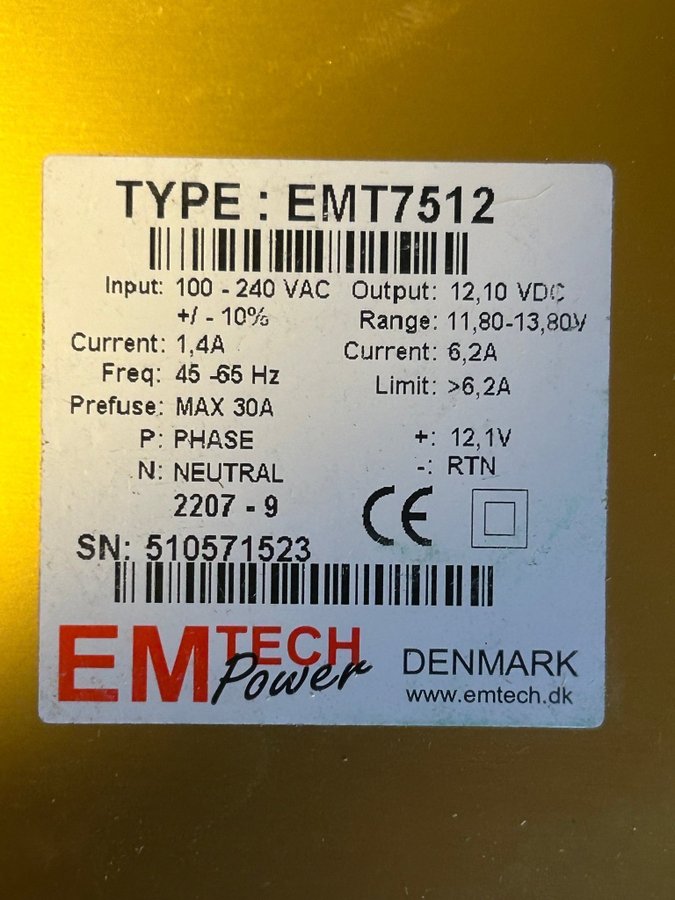 TYPE : EMT7512
Input: 100 - 240 VAC
+/ - 10%
Current: 1,4A
Freq: 45 -65 Hz
Prefuse: MAX 30A
P: PHASE
N: NEUTRAL
2207 - 9
Output: 12,10 VDC
Range: 11,80-13,80V
Current: 6,2A
Limit: >6,2A
+: 12,1V
-: RTN
CE
SN: 510571523
EMTECH
Power
DENMARK
www.emtech.dk